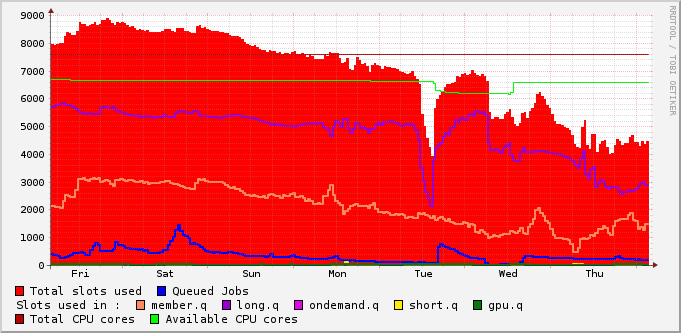 RRDTOOL / TOBI OETIKER
9000
8000
7000
6000
5000
4000
3000
2000
1000
0
Fri Sat Sun Mon Tue Wed Thu
Total slots used Queued Jobs
Slots used in : member.q long.q ondemand.q short.q gpu.q
Total CPU cores Available CPU cores